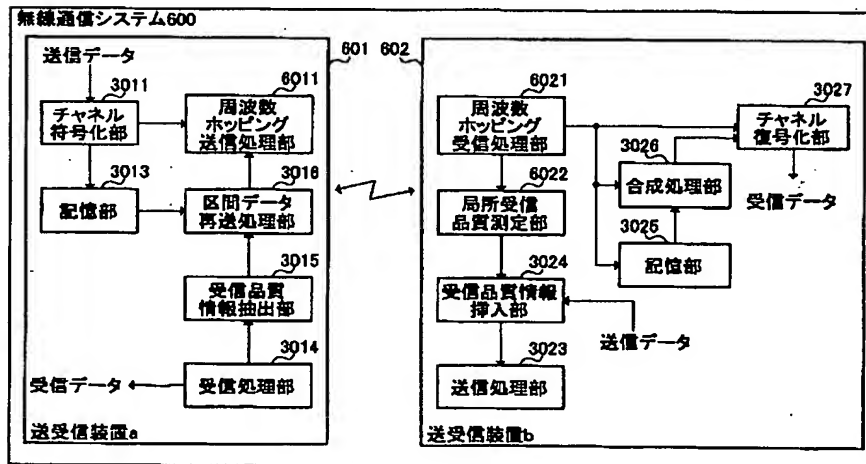 無線通信システム600
送信データ
3011
チャネル
符号化部
6011
周波数
ホッピング
送信処理部
3013
記憶部
3016
区間データ
再送処理部
3015
受信品質
情報抽出部
3014
受信処理部
受信データ
送受信装置a
601
602
6021
周波数
ホッピング
受信処理部
3027
チャネル
復号化部
3026
合成処理部
受信データ
6022
局所受信
品質測定部
3025
記憶部
3024
受信品質情報
挿入部
送信データ
3023
送信処理部
送受信装置b